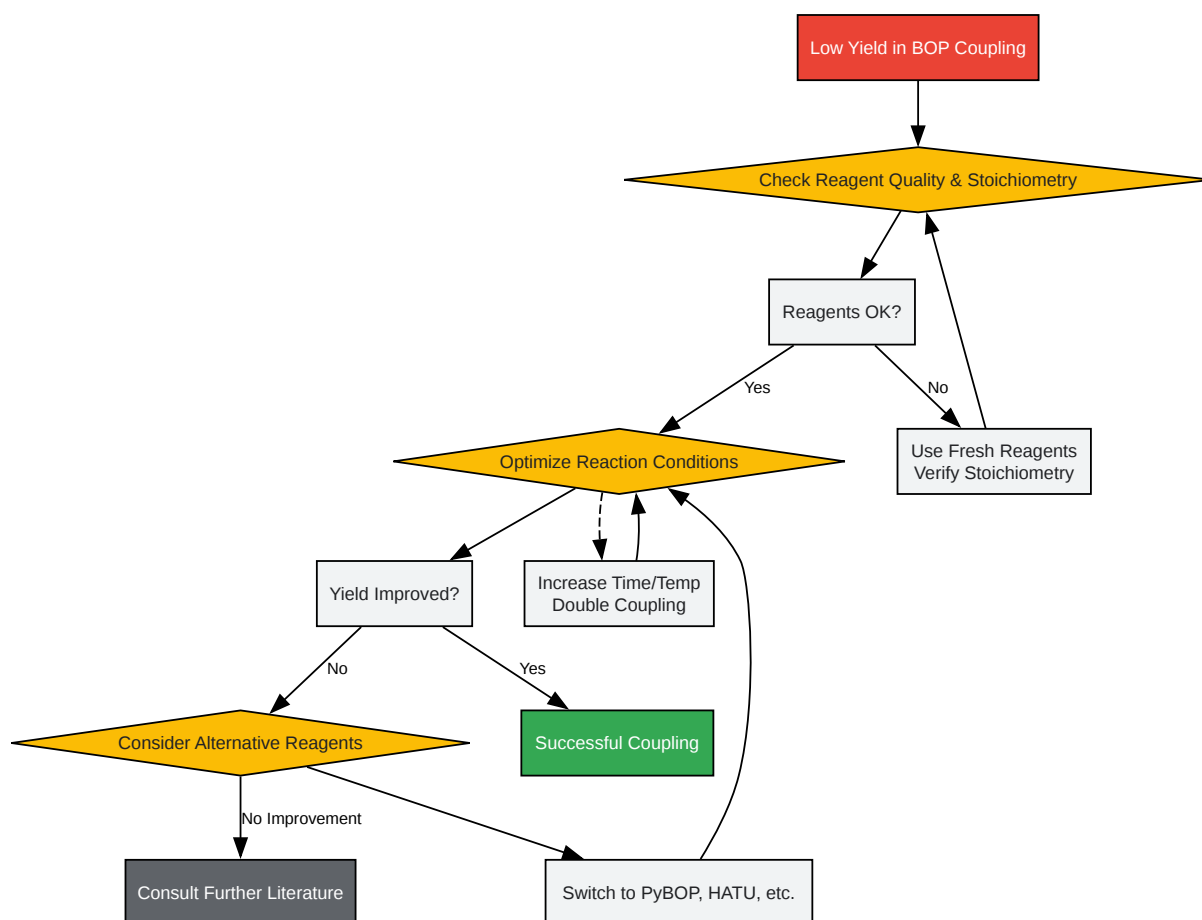 Low Yield in BOP Coupling
Check Reagent Quality & Stoichiometry
Reagents OK?
Yes
No
Use Fresh Reagents
Verify Stoichiometry
Optimize Reaction Conditions
Yield Improved?
Increase Time/Temp
Double Coupling
No
Yes
Consider Alternative Reagents
Successful Coupling
No Improvement
Consult Further Literature
Switch to PyBOP, HATU, etc.